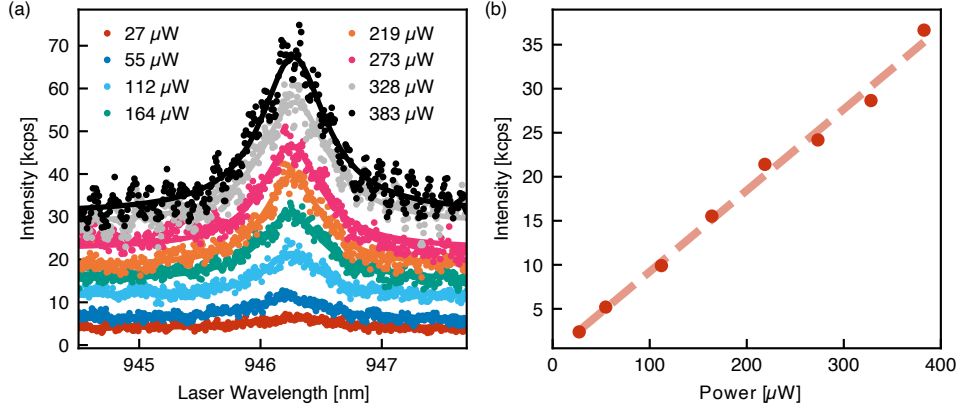 (a)
Intensity [kcps]
70
60
50
40
30
20
10
0
27 µW
55 µW
112 µW
164 µW
219 µW
273 µW
328 µW
383 µW
945
946
947
Laser Wavelength [nm]
(b)
Intensity [kcps]
35
30
25
20
15
10
5
0
100
200
300
400
Power [µW]